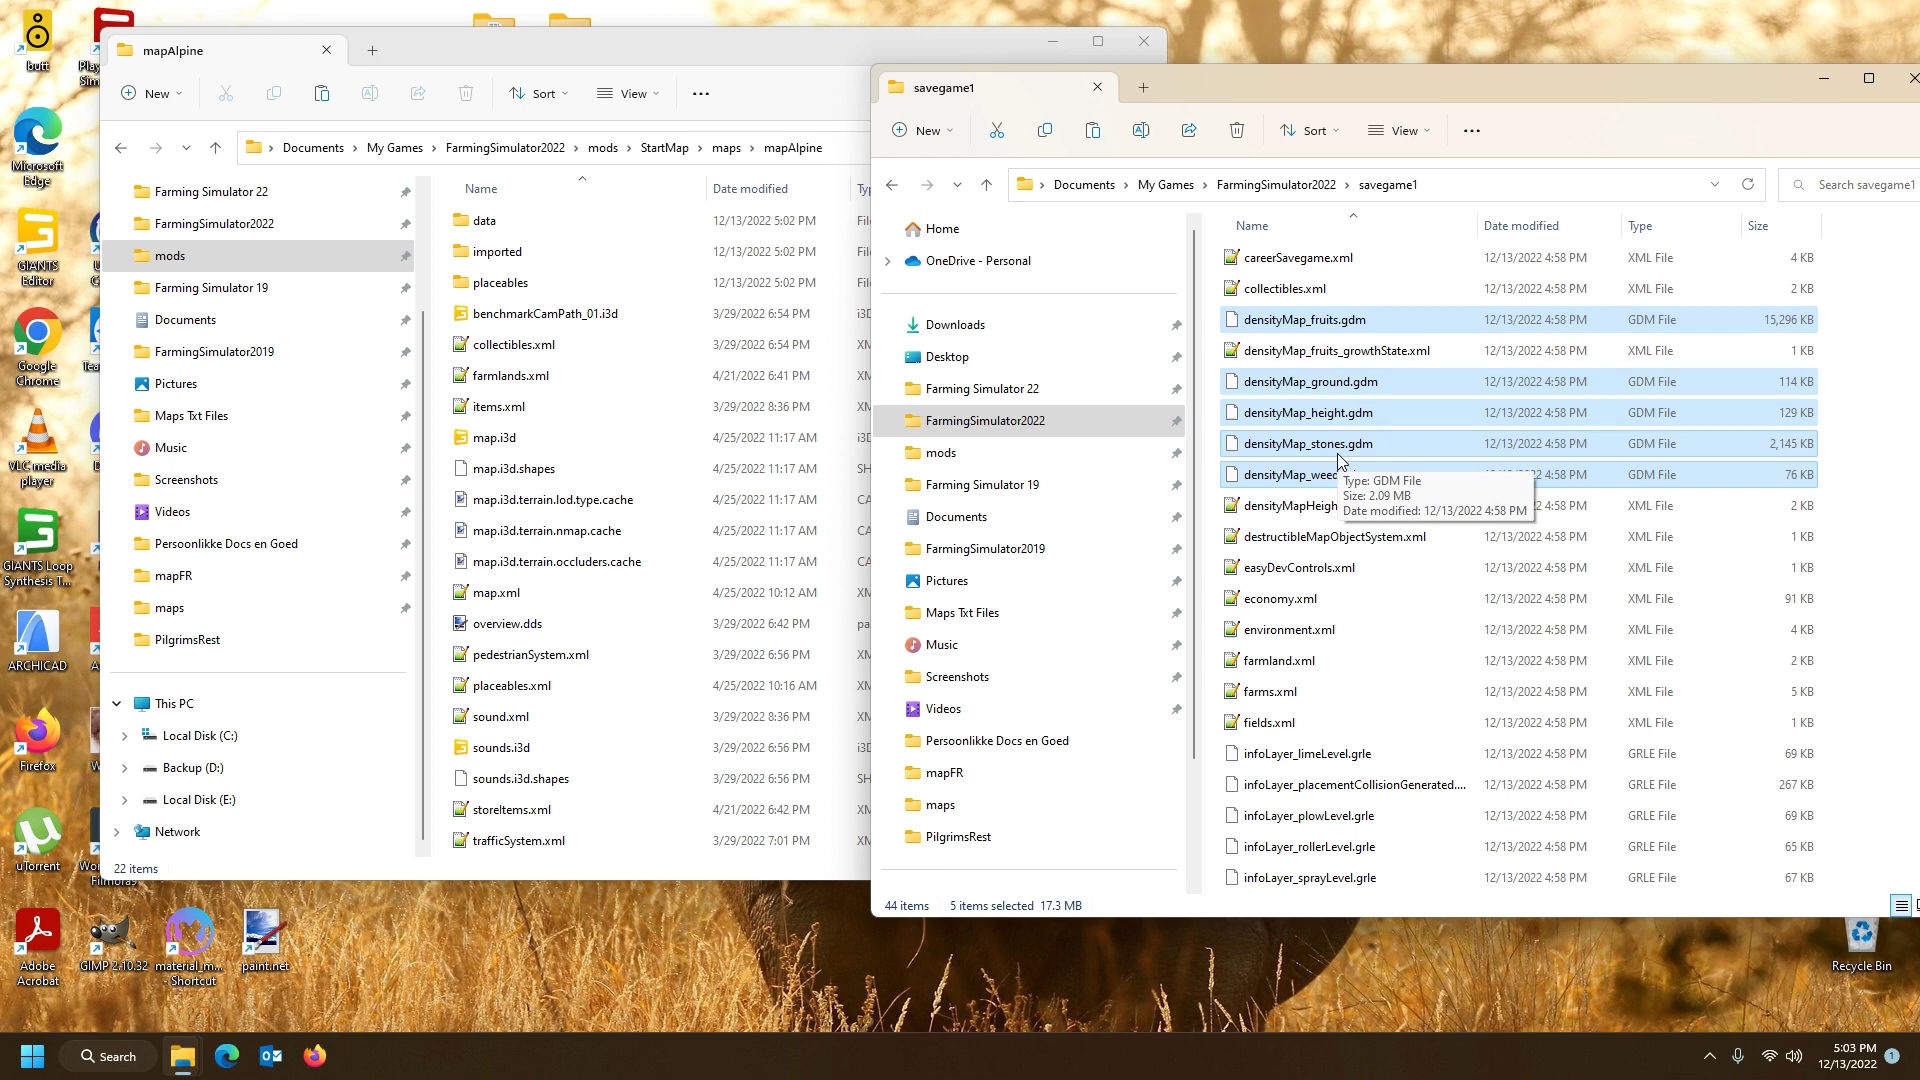 butt
Microsoft
Edge
GIANTS
Editor
Google
Chrome
VLC media
player
GIANTS Loop
Synthesis T...
ARCHICAD
Firefox
uTorrent
Adobe
Acrobat
GIMP 2.10.32
material_m...
- Shortcut
paint.net
Recycle Bin
mapAlpine
New
Sort
View
Documents > My Games > FarmingSimulator2022 > mods > StartMap > maps > mapAlpine
Farming Simulator 22
FarmingSimulator2022
mods
Farming Simulator 19
Documents
FarmingSimulator2019
Pictures
Maps Txt Files
Music
Screenshots
Videos
Persoonlikke Docs en Goed
mapFR
maps
PilgrimsRest
This PC
Local Disk (C:)
Backup (D:)
Local Disk (E:)
Network
22 items
Name Date modified
data 12/13/2022 5:02 PM
imported 12/13/2022 5:02 PM
placeables 12/13/2022 5:02 PM
benchmarkCamPath_01.i3d 3/29/2022 6:54 PM
collectibles.xml 3/29/2022 6:54 PM
farmlands.xml 4/21/2022 6:41 PM
items.xml 3/29/2022 8:36 PM
map.i3d 4/25/2022 11:17 AM
map.i3d.shapes 4/25/2022 11:17 AM
map.i3d.terrain.lod.type.cache 4/25/2022 11:17 AM
map.i3d.terrain.nmap.cache 4/25/2022 11:17 AM
map.i3d.terrain.occluders.cache 4/25/2022 11:17 AM
map.xml 4/25/2022 10:12 AM
overview.dds 3/29/2022 6:42 PM
pedestrianSystem.xml 3/29/2022 6:56 PM
placeables.xml 4/25/2022 10:16 AM
sound.xml 3/29/2022 8:36 PM
sounds.i3d 3/29/2022 6:56 PM
sounds.i3d.shapes 3/29/2022 6:56 PM
storeItems.xml 4/21/2022 6:42 PM
trafficSystem.xml 3/29/2022 7:01 PM
savegame1
New
Sort
View
Documents > My Games > FarmingSimulator2022 > savegame1
Search savegame1
Home
OneDrive - Personal
Downloads
Desktop
Farming Simulator 22
FarmingSimulator2022
mods
Farming Simulator 19
Documents
FarmingSimulator2019
Pictures
Maps Txt Files
Music
Screenshots
Videos
Persoonlikke Docs en Goed
mapFR
maps
PilgrimsRest
Name Date modified Type Size
careerSavegame.xml 12/13/2022 4:58 PM XML File 4 KB
collectibles.xml 12/13/2022 4:58 PM XML File 2 KB
densityMap_fruits.gdm 12/13/2022 4:58 PM GDM File 15,296 KB
densityMap_fruits_growthState.xml 12/13/2022 4:58 PM XML File 1 KB
densityMap_ground.gdm 12/13/2022 4:58 PM GDM File 114 KB
densityMap_height.gdm 12/13/2022 4:58 PM GDM File 129 KB
densityMap_stones.gdm 12/13/2022 4:58 PM GDM File 2,145 KB
densityMap_weed GDM File 76 KB
densityMapHeigh 12/13/2022 4:58 PM XML File 2 KB
Type: GDM File
Size: 2.09 MB
Date modified: 12/13/2022 4:58 PM
destructibleMapObjectSystem.xml 12/13/2022 4:58 PM XML File 1 KB
easyDevControls.xml 12/13/2022 4:58 PM XML File 1 KB
economy.xml 12/13/2022 4:58 PM XML File 91 KB
environment.xml 12/13/2022 4:58 PM XML File 4 KB
farmland.xml 12/13/2022 4:58 PM XML File 2 KB
farms.xml 12/13/2022 4:58 PM XML File 5 KB
fields.xml 12/13/2022 4:58 PM XML File 1 KB
infoLayer_limeLevel.grle 12/13/2022 4:58 PM GRLE File 69 KB
infoLayer_placementCollisionGenerated.... 12/13/2022 4:58 PM GRLE File 267 KB
infoLayer_plowLevel.grle 12/13/2022 4:58 PM GRLE File 69 KB
infoLayer_rollerLevel.grle 12/13/2022 4:58 PM GRLE File 65 KB
infoLayer_sprayLevel.grle 12/13/2022 4:58 PM GRLE File 67 KB
44 items 5 items selected 17.3 MB
Search
5:03 PM
12/13/2022
1